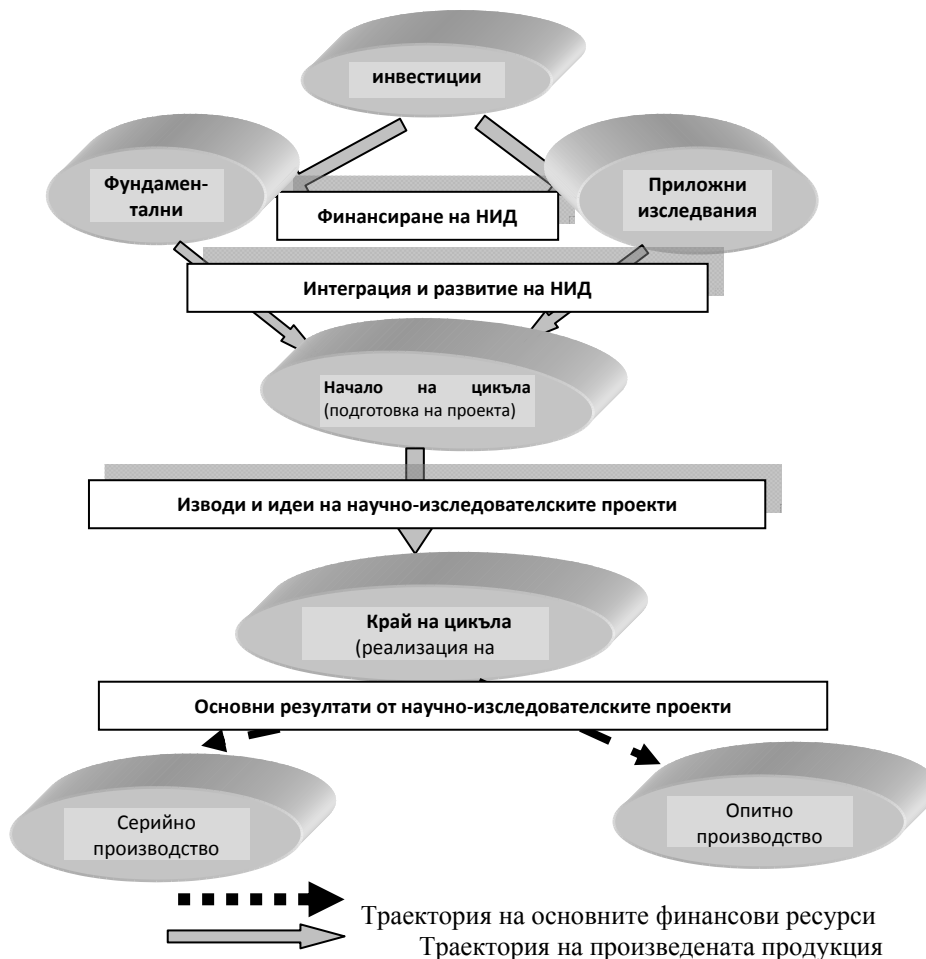 инвестиции
Фундамен-
тални
Приложни
изследвания
Финансиране на НИД
Интеграция и развитие на НИД
Начало на цикъла
(подготовка на проекта)
Изводи и идеи на научно-изследователските проекти
Край на цикъла
(реализация на
Основни резултати от научно-изследователските проекти
Серийно
производство
Опитно
производство
Траектория на основните финансови ресурси
Траектория на произведената продукция